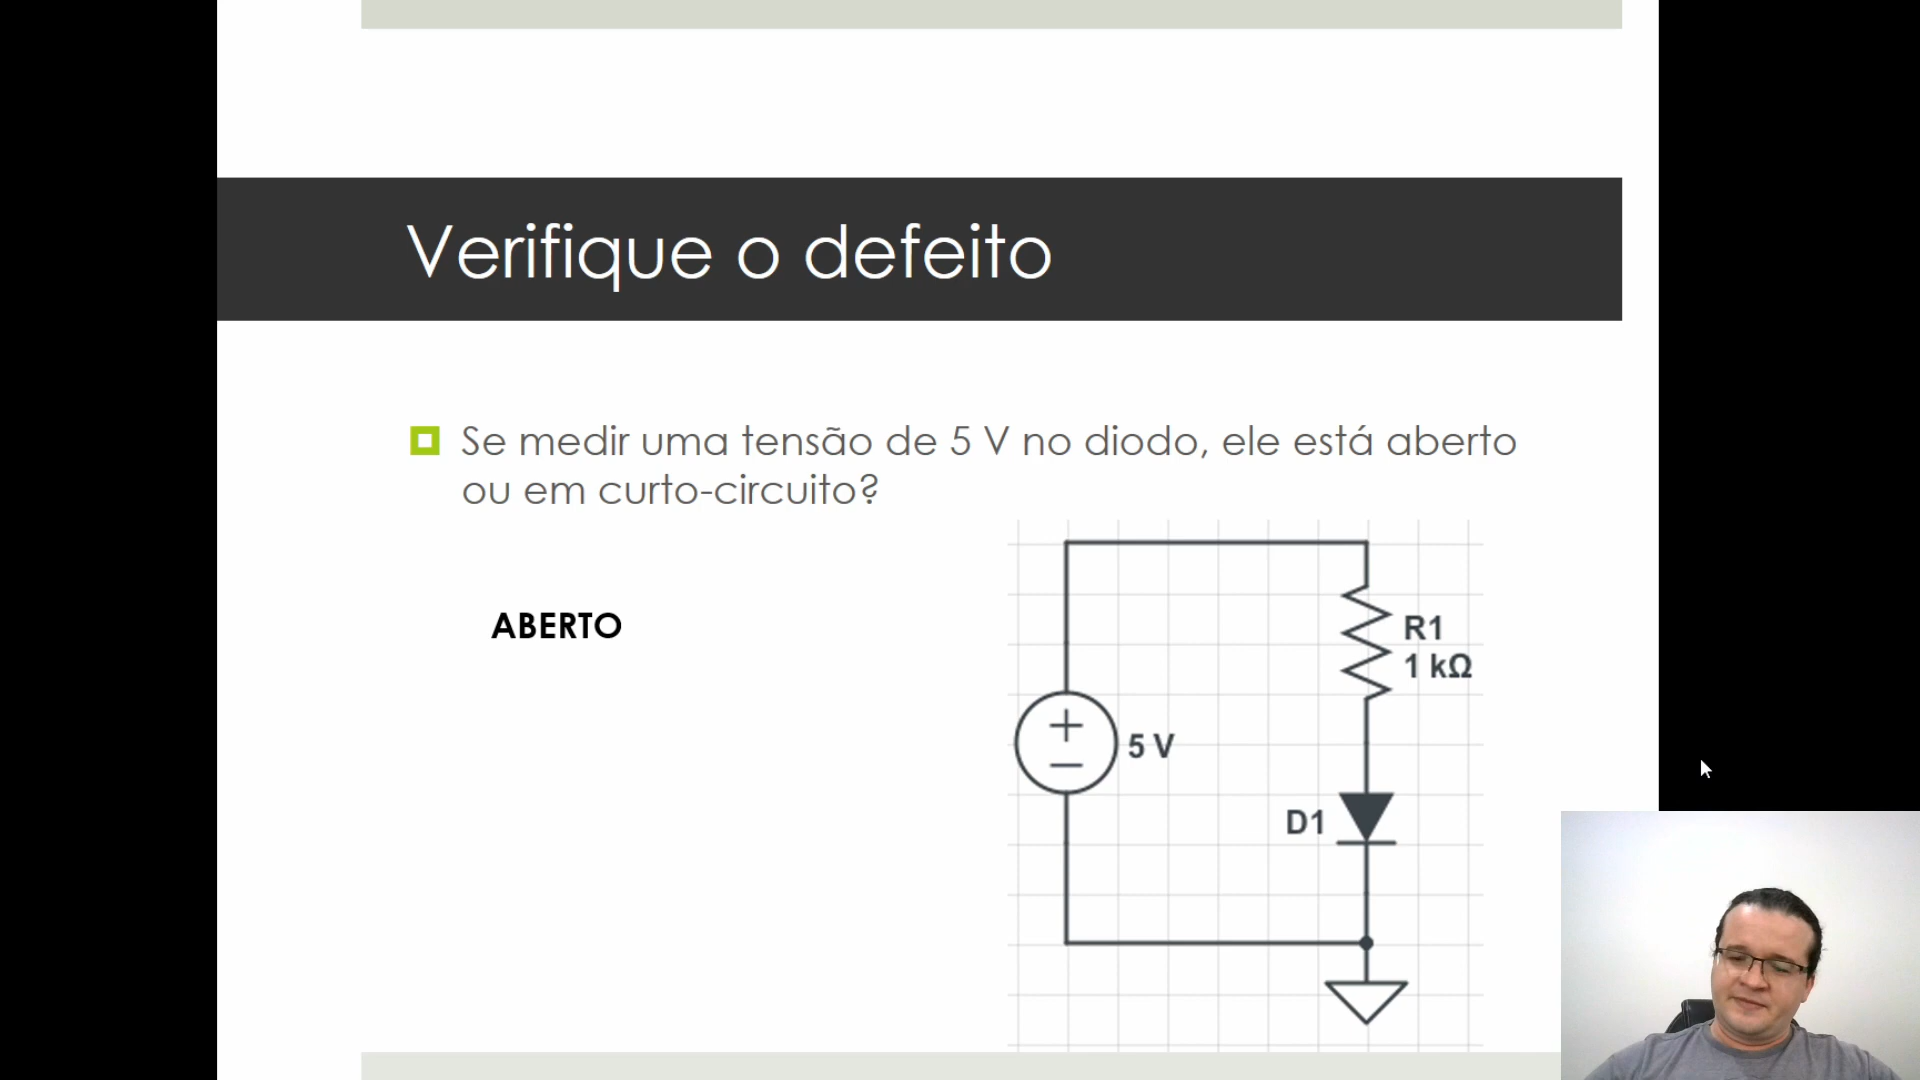 Verifique o defeito
Se medir uma tensão de 5 V no diodo, ele está aberto
ou em curto-circuito?
ABERTO
R1
1 kΩ
5 V
D1